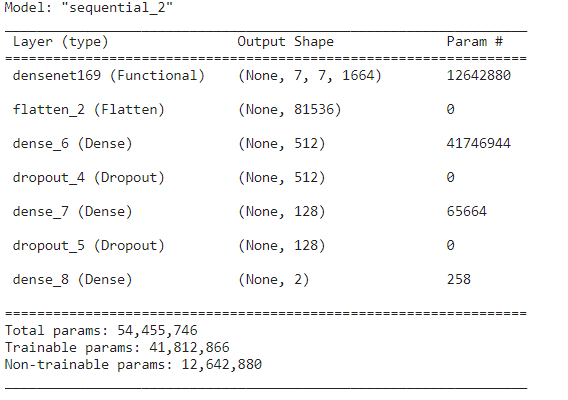 Model: "sequential_2"
_________________________________________________________________
Layer (type) Output Shape Param #
=================================================================
densenet169 (Functional) (None, 7, 7, 1664) 12642880
flatten_2 (Flatten) (None, 81536) 0
dense_6 (Dense) (None, 512) 41746944
dropout_4 (Dropout) (None, 512) 0
dense_7 (Dense) (None, 128) 65664
dropout_5 (Dropout) (None, 128) 0
dense_8 (Dense) (None, 2) 258
=================================================================
Total params: 54,455,746
Trainable params: 41,812,866
Non-trainable params: 12,642,880
_________________________________________________________________